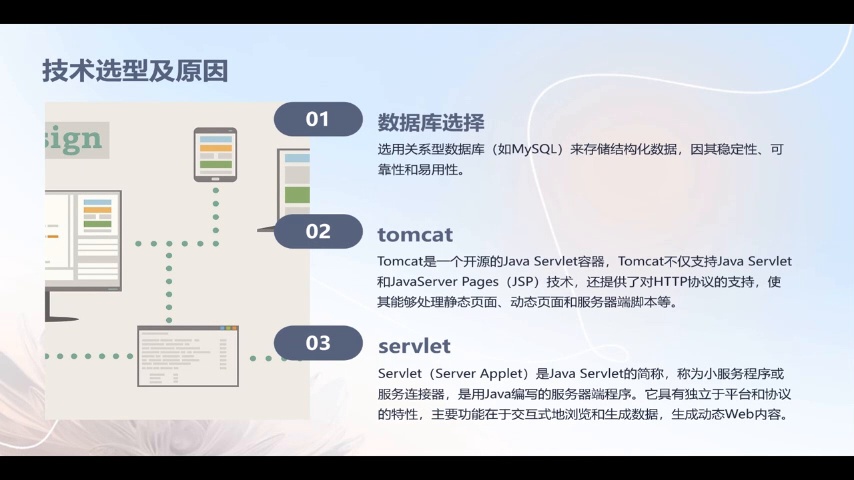 技术选型及原因
sign
01
数据库选择
选用关系型数据库（如MySQL）来存储结构化数据，因其稳定性、可
靠性和易用性。
02
tomcat
Tomcat是一个开源的Java Servlet容器，Tomcat不仅支持Java Servlet
和JavaServer Pages（JSP）技术，还提供了对HTTP协议的支持，使
其能够处理静态页面、动态页面和服务器端脚本等。
03
servlet
Servlet（Server Applet）是Java Servlet的简称，称为小服务程序或
服务连接器，是用Java编写的服务器端程序。它具有独立于平台和协议
的特性，主要功能在于交互式地浏览和生成数据，生成动态Web内容。